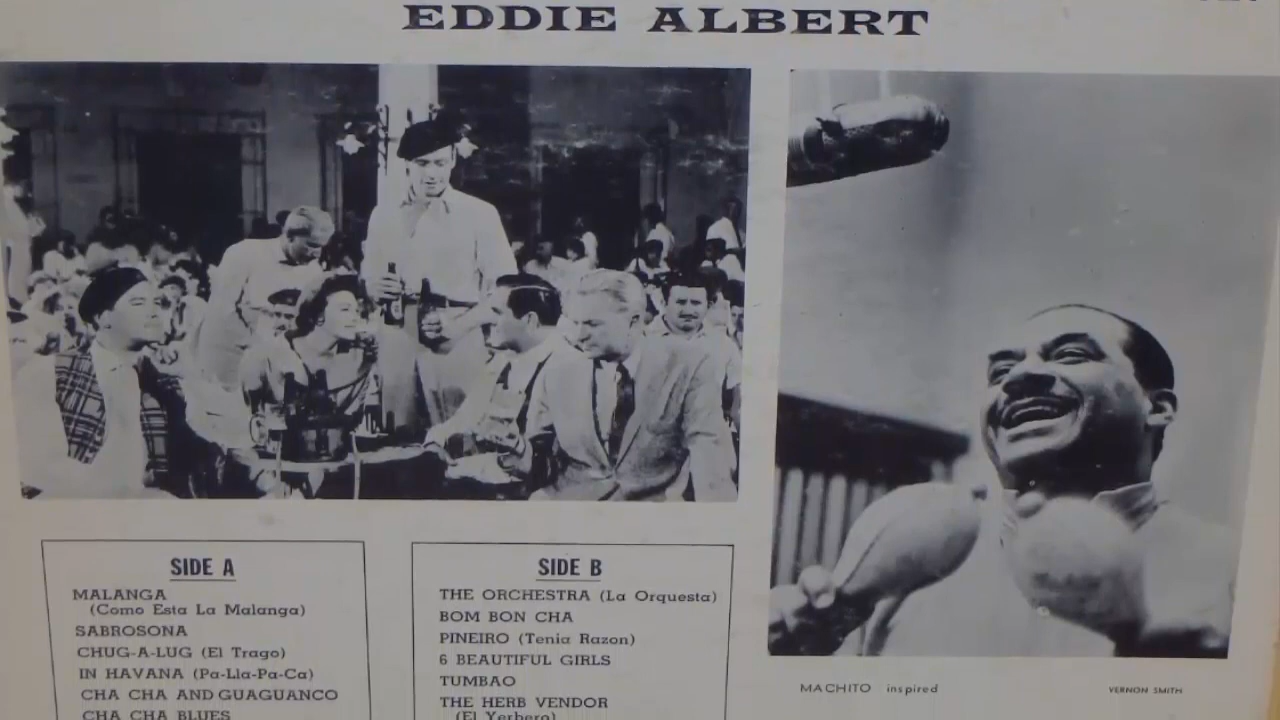 EDDIE ALBERT
SIDE A
MALANGA
(Como Esta La Malanga)
SABROSONA
CHUG-A-LUG (El Trago)
IN HAVANA (Pa-Lla-Pa-Ca)
CHA CHA AND GUAGUANCO
CHA CHA BLUES
SIDE B
THE ORCHESTRA (La Orquesta)
BOM BON CHA
PINEIRO (Tenia Razon)
6 BEAUTIFUL GIRLS
TUMBAO
THE HERB VENDOR
(El Yerbero)
MACHITO inspired
VERNON SMITH